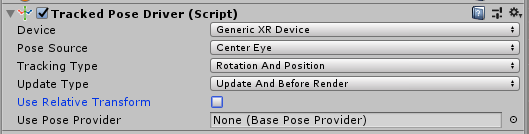 Tracked Pose Driver (Script)
Device Generic XR Device
Pose Source Center Eye
Tracking Type Rotation And Position
Update Type Update And Before Render
Use Relative Transform
Use Pose Provider None (Base Pose Provider)